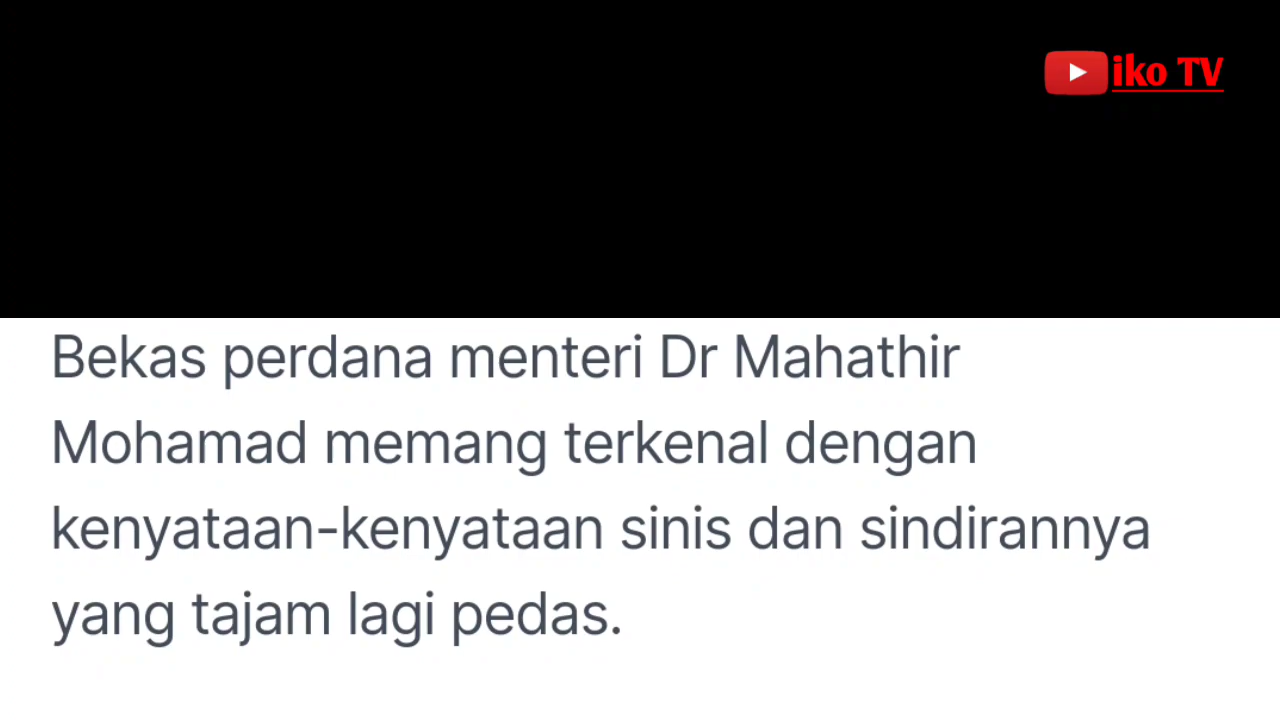 iko TV
Bekas perdana menteri Dr Mahathir
Mohamad memang terkenal dengan
kenyataan-kenyataan sinis dan sindirannya
yang tajam lagi pedas.